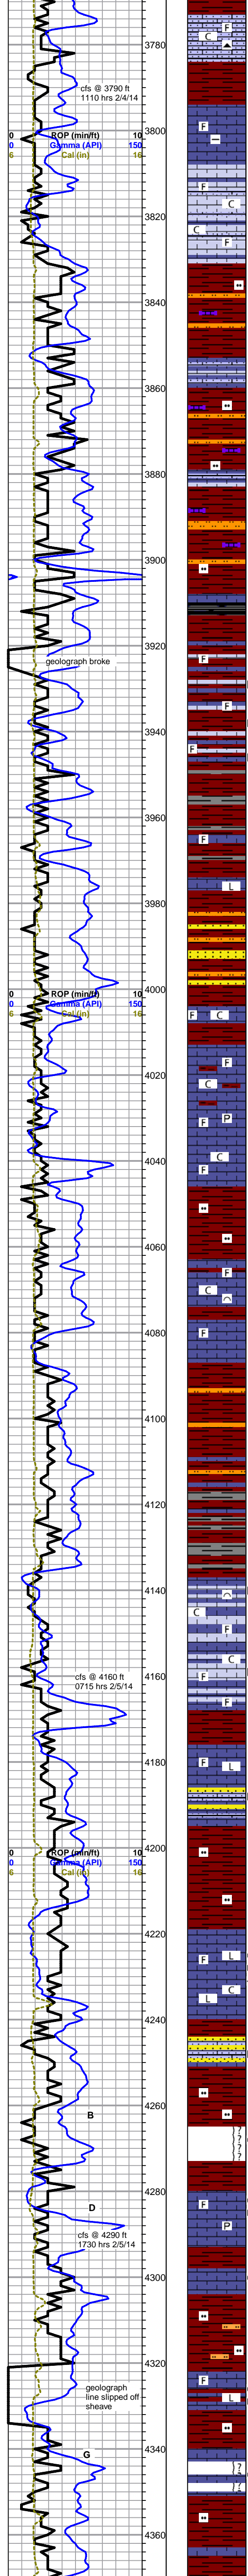 F
C
3780
cfs @ 3790 ft
1110 hrs 2/4/14
3800
F
0 ROP (min/ft) 10
0 Gamma (API) 150
6 Cal (in) 16
F
3820
C
C
F
3840
3860
3880
3900
3920
F
geolograph broke
F
3940
F
3960
F
L
3980
4000
0 ROP (min/ft) 10
0 Gamma (API) 150
6 Cal (in) 16
F C
4020
F
C
F P
4040
C
F
4060
F
C
4080
F
4100
4120
4140
C
F
C
cfs @ 4160 ft
0715 hrs 2/5/14
4160
F
F
4180
F
L
4200
0 ROP (min/ft) 10
0 Gamma (API) 150
6 Cal (in) 16
4220
L
F
C
L
4240
4260
B
?
?
?
?
4280
F
D
P
cfs @ 4290 ft
1730 hrs 2/5/14
4300
4320
F
geolograph
line slipped off
sheave
L
G
4340
?
?
4360